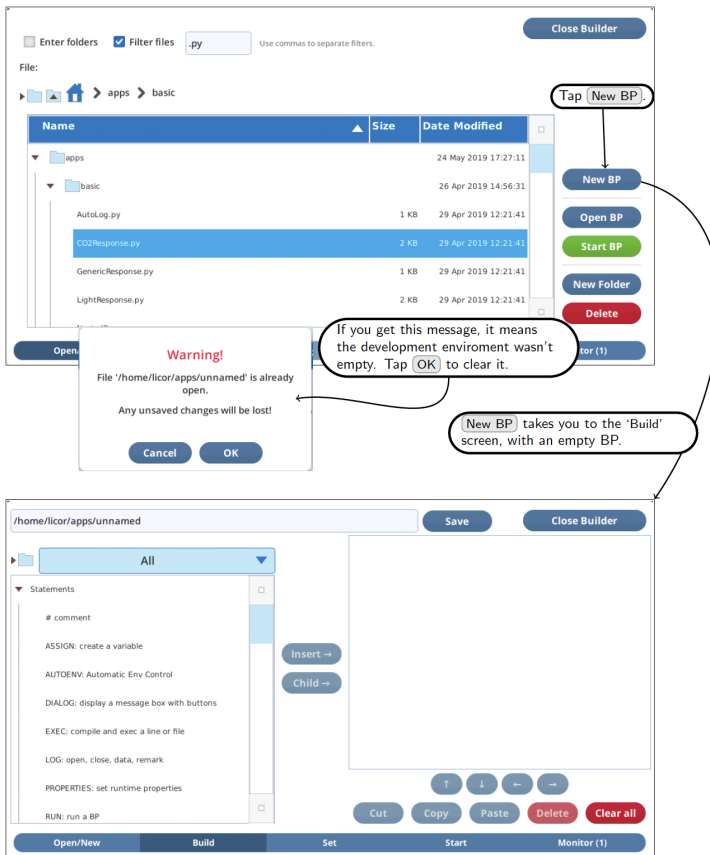 Close Builder
Enter folders
Filter files
.py
Use commas to separate filters.
File:
apps
basic
Tap New BP.
Name
Size
Date Modified
apps
24 May 2019 17:27:11
basic
26 Apr 2019 14:56:31
New BP
AutoLog.py
1 KB
29 Apr 2019 12:21:41
Open BP
CO2Response.py
2 KB
29 Apr 2019 12:21:41
Start BP
GenericResponse.py
1 KB
29 Apr 2019 12:21:41
New Folder
LightResponse.py
2 KB
29 Apr 2019 12:21:41
Delete
Open/
tor (1)
If you get this message, it means
the development enviroment wasn't
empty. Tap OK to clear it.
Warning!
File '/home/licor/apps/unnamed' is already
open.
Any unsaved changes will be lost!
Cancel
OK
New BP takes you to the 'Build'
screen, with an empty BP.
/home/licor/apps/unnamed
Save
Close Builder
All
Statements
# comment
ASSIGN: create a variable
AUTOENV: Automatic Env Control
DIALOG: display a message box with buttons
EXEC: compile and exec a line or file
LOG: open, close, data, remark
PROPERTIES: set runtime properties
RUN: run a BP
Insert →
Child →
↑
↓
←
→
Cut
Copy
Paste
Delete
Clear all
Open/New
Build
Set
Start
Monitor (1)